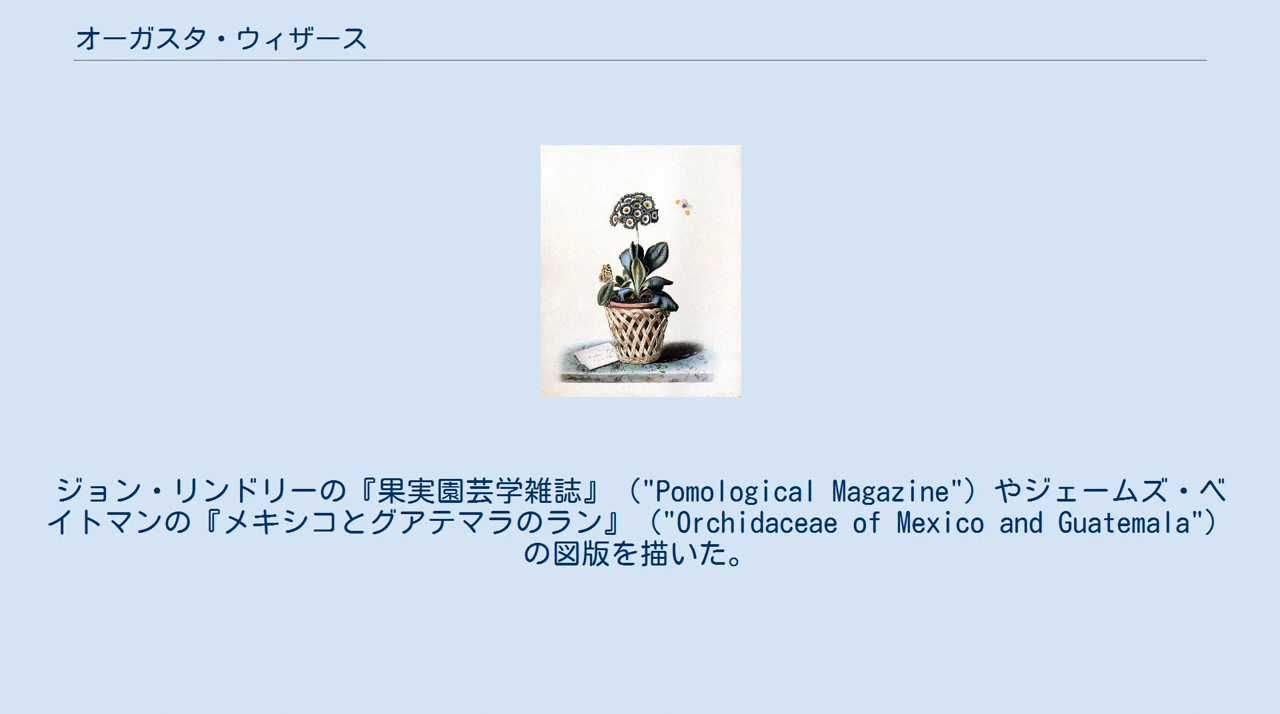 オーガスタ・ウィザース
ジョン・リンドリーの『果実園芸学雑誌』（"Pomological Magazine"）やジェームズ・ベ
イトマンの『メキシコとグアテマラのラン』（"Orchidaceae of Mexico and Guatemala"）
の図版を描いた。